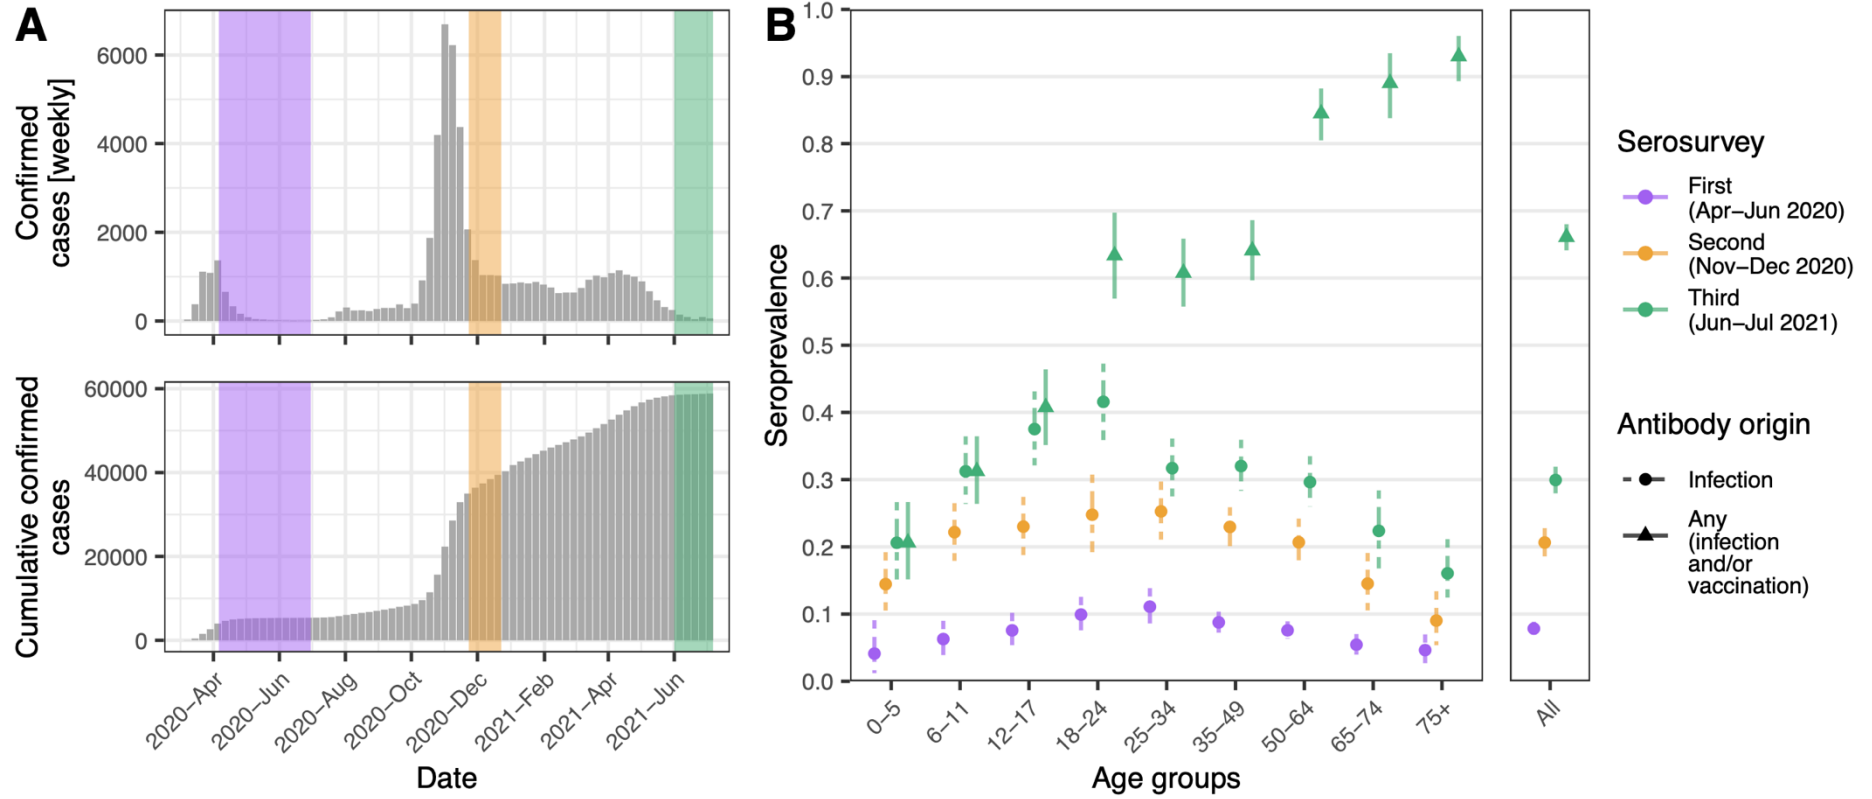 A
Confirmed
cases [weekly]
6000
4000
2000
0
Cumulative confirmed
cases
60000
40000
20000
0
2020−Apr
2020−Jun
2020−Aug
2020−Oct
2020−Dec
2021−Feb
2021−Apr
2021−Jun
Date
B
Seroprevalence
1.0
0.9
0.8
0.7
0.6
0.5
0.4
0.3
0.2
0.1
0.0
0−5
6−11
12−17
18−24
25−34
35−49
50−64
65−74
75+
All
Age groups
Serosurvey
First
(Apr−Jun 2020)
Second
(Nov−Dec 2020)
Third
(Jun−Jul 2021)
Antibody origin
Infection
Any
(infection
and/or
vaccination)